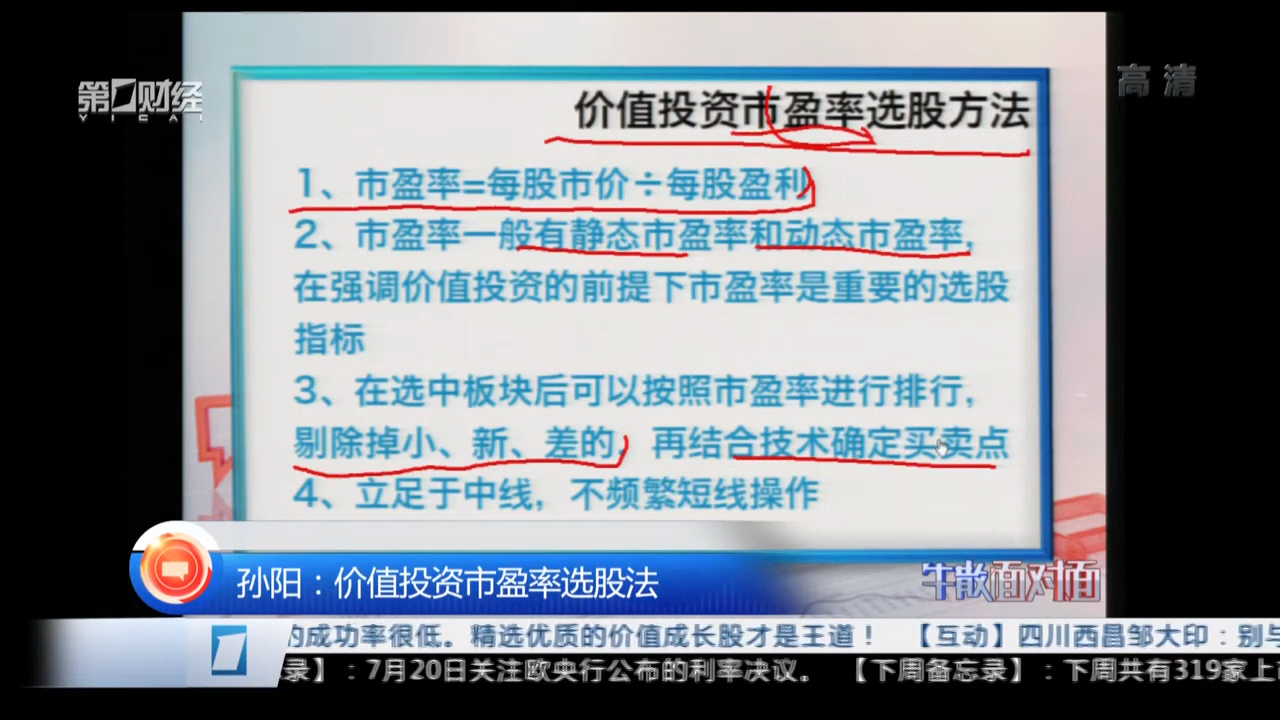 第一财经
YICAI
高清
价值投资市盈率选股方法
1、市盈率=每股市价÷每股盈利
2、市盈率一般有静态市盈率和动态市盈率,
在强调价值投资的前提下市盈率是重要的选股
指标
3、在选中板块后可以按照市盈率进行排行,
剔除掉小、新、差的, 再结合技术确定买卖点
4、立足于中线, 不频繁短线操作
孙阳：价值投资市盈率选股法
牛散面对面
的成功率很低。精选优质的价值成长股才是王道！ 【互动】四川西昌邹大印：别与
录】：7月20日关注欧央行公布的利率决议。 【下周备忘录】：下周共有319家上